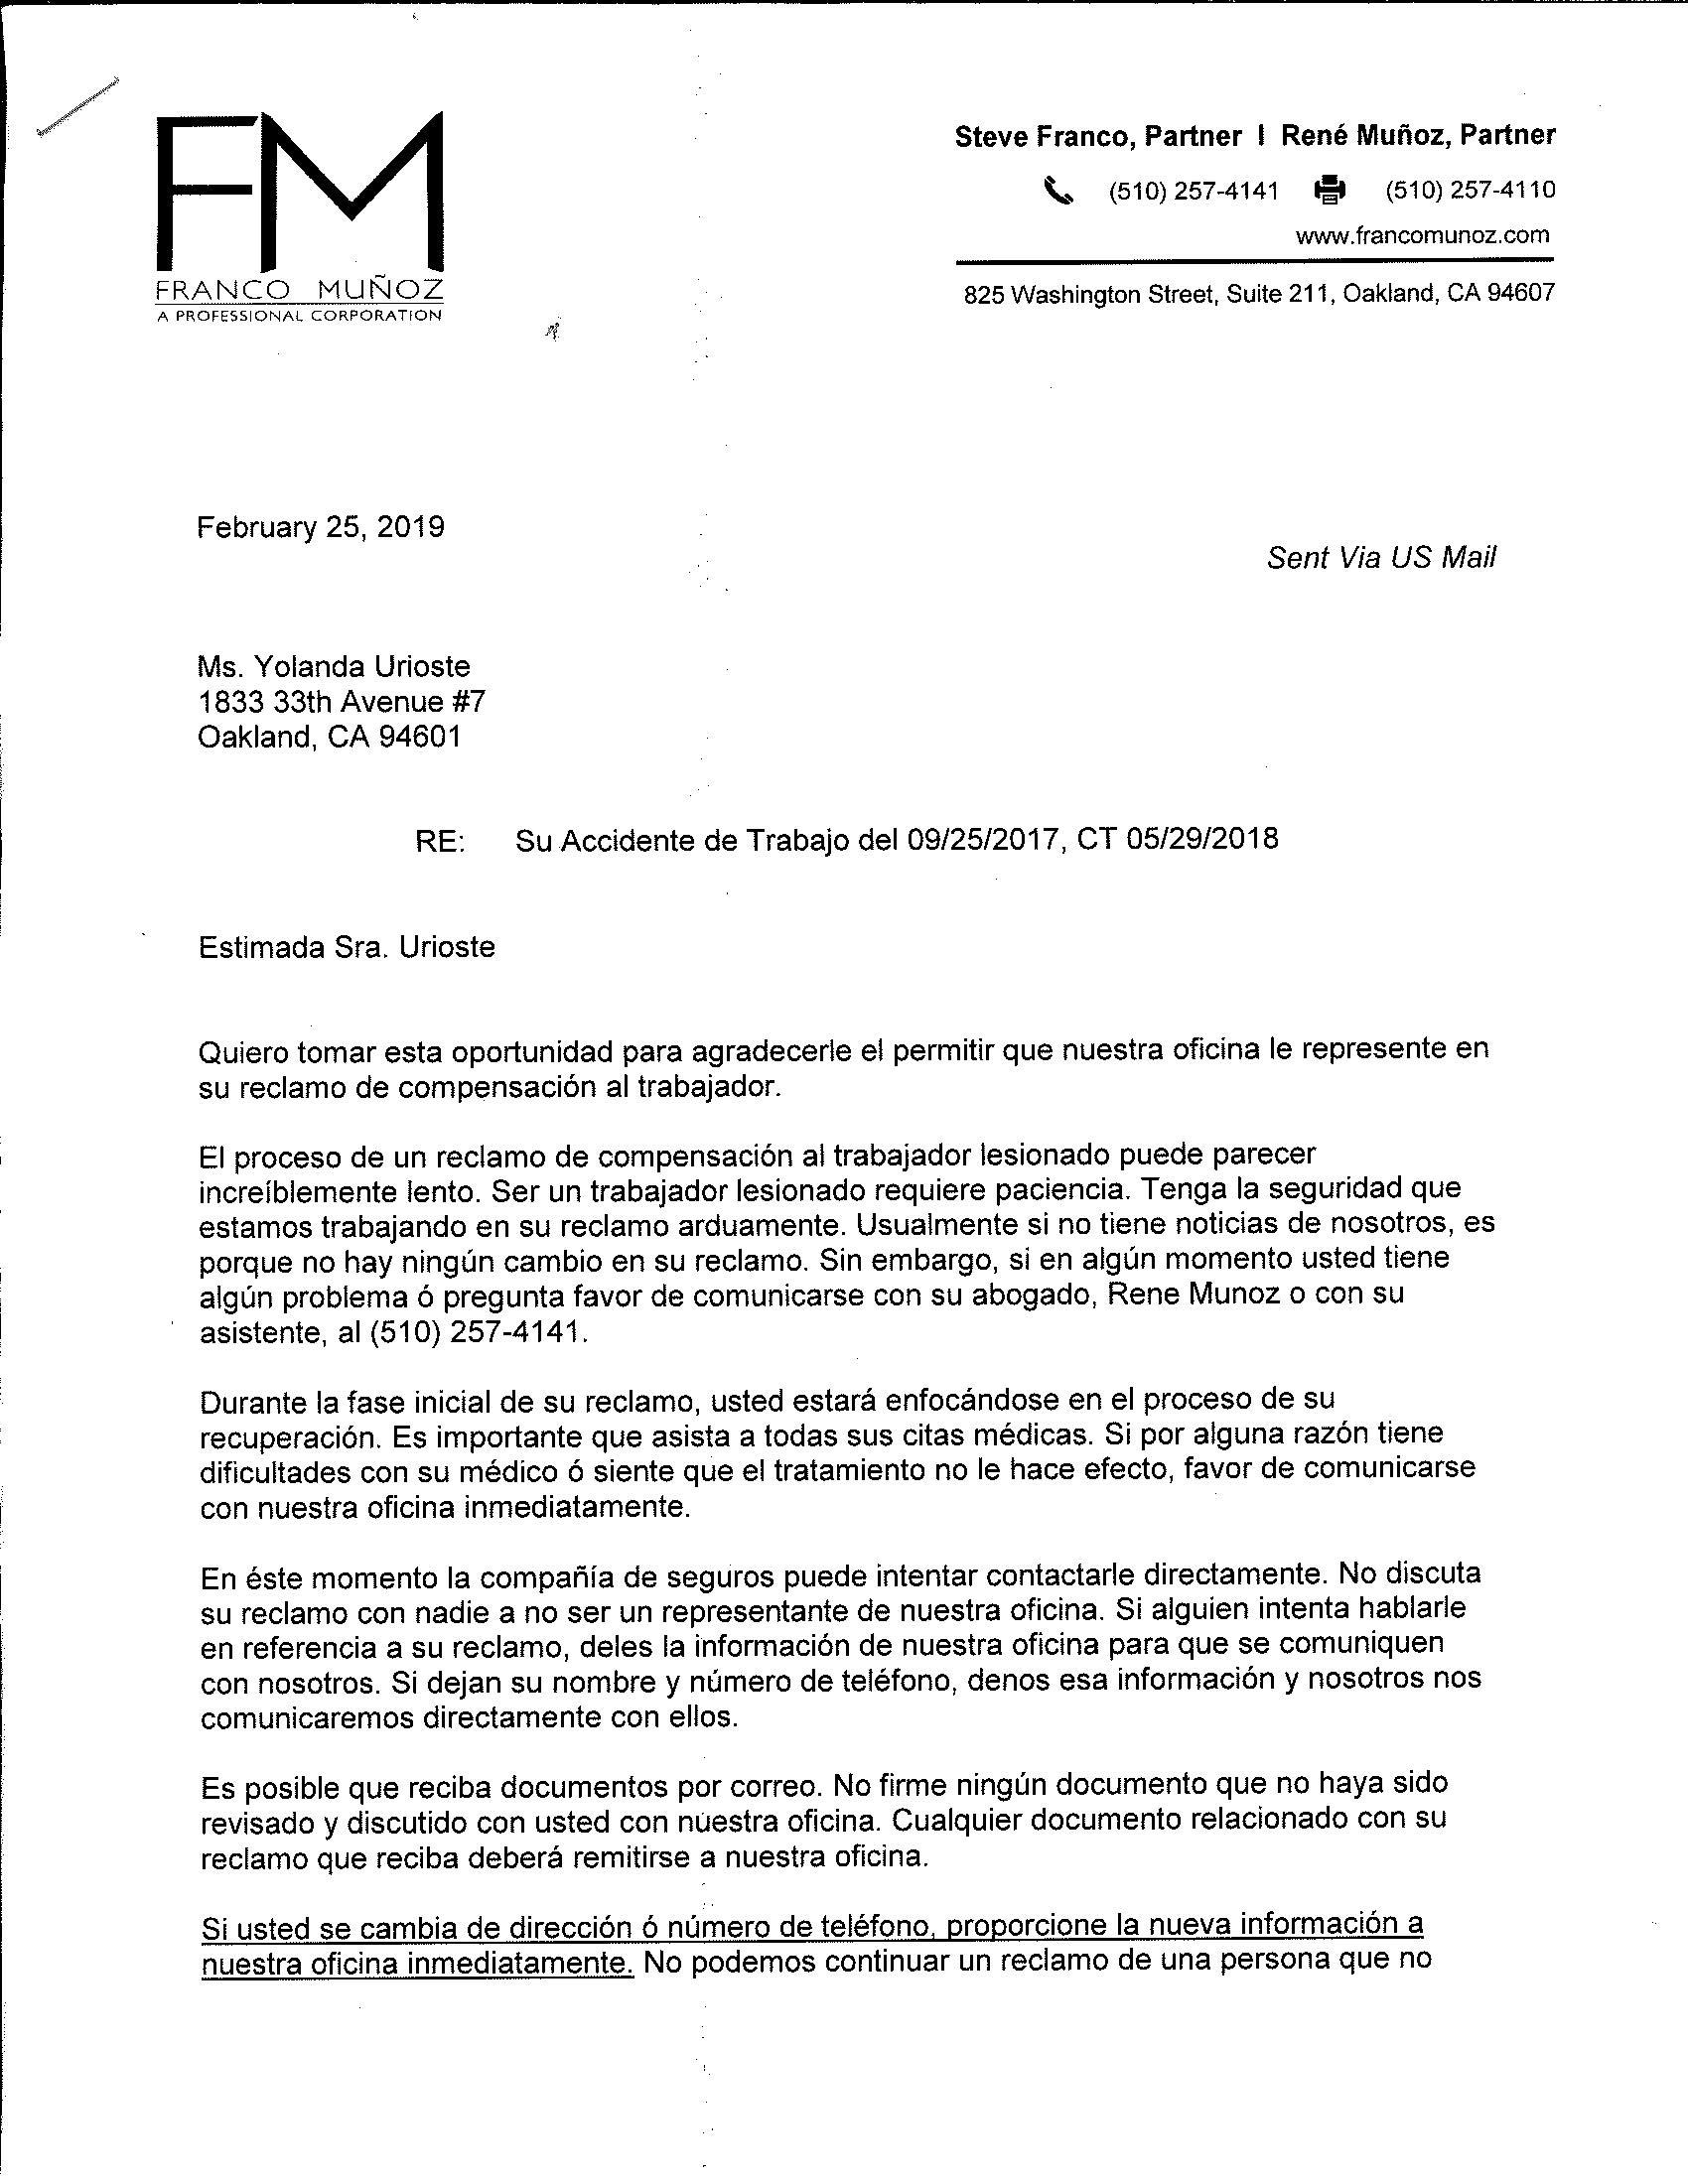 FM
FRANCO MUÑOZ
A PROFESSIONAL CORPORATION
Steve Franco, Partner I René Muñoz, Partner
(510) 257-4141 (510) 257-4110
www.francomunoz.com
825 Washington Street, Suite 211, Oakland, CA 94607
February 25, 2019
Sent Via US Mail
Ms. Yolanda Urioste
1833 33th Avenue #7
Oakland, CA 94601
RE: Su Accidente de Trabajo del 09/25/2017, CT 05/29/2018
Estimada Sra. Urioste
Quiero tomar esta oportunidad para agradecerle el permitir que nuestra oficina le represente en
su reclamo de compensación al trabajador.
El proceso de un reclamo de compensación al trabajador lesionado puede parecer
increíblemente lento. Ser un trabajador lesionado requiere paciencia. Tenga la seguridad que
estamos trabajando en su reclamo arduamente. Usualmente si no tiene noticias de nosotros, es
porque no hay ningún cambio en su reclamo. Sin embargo, si en algún momento usted tiene
algún problema ó pregunta favor de comunicarse con su abogado, Rene Munoz o con su
asistente, al (510) 257-4141.
Durante la fase inicial de su reclamo, usted estará enfocándose en el proceso de su
recuperación. Es importante que asista a todas sus citas médicas. Si por alguna razón tiene
dificultades con su médico ó siente que el tratamiento no le hace efecto, favor de comunicarse
con nuestra oficina inmediatamente.
En éste momento la compañía de seguros puede intentar contactarle directamente. No discuta
su reclamo con nadie a no ser un representante de nuestra oficina. Si alguien intenta hablarle
en referencia a su reclamo, deles la información de nuestra oficina para que se comuniquen
con nosotros. Si dejan su nombre y número de teléfono, denos esa información y nosotros nos
comunicaremos directamente con ellos.
Es posible que reciba documentos por correo. No firme ningún documento que no haya sido
revisado y discutido con usted con nuestra oficina. Cualquier documento relacionado con su
reclamo que reciba deberá remitirse a nuestra oficina.
Si usted se cambia de dirección ó número de teléfono, proporcione la nueva información a
nuestra oficina inmediatamente. No podemos continuar un reclamo de una persona que no